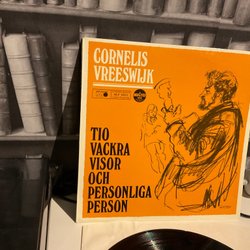 CORNELIS
VREESWIJK
TIO
VACKRA
VISOR
OCH
PERSONLIGA
PERSON